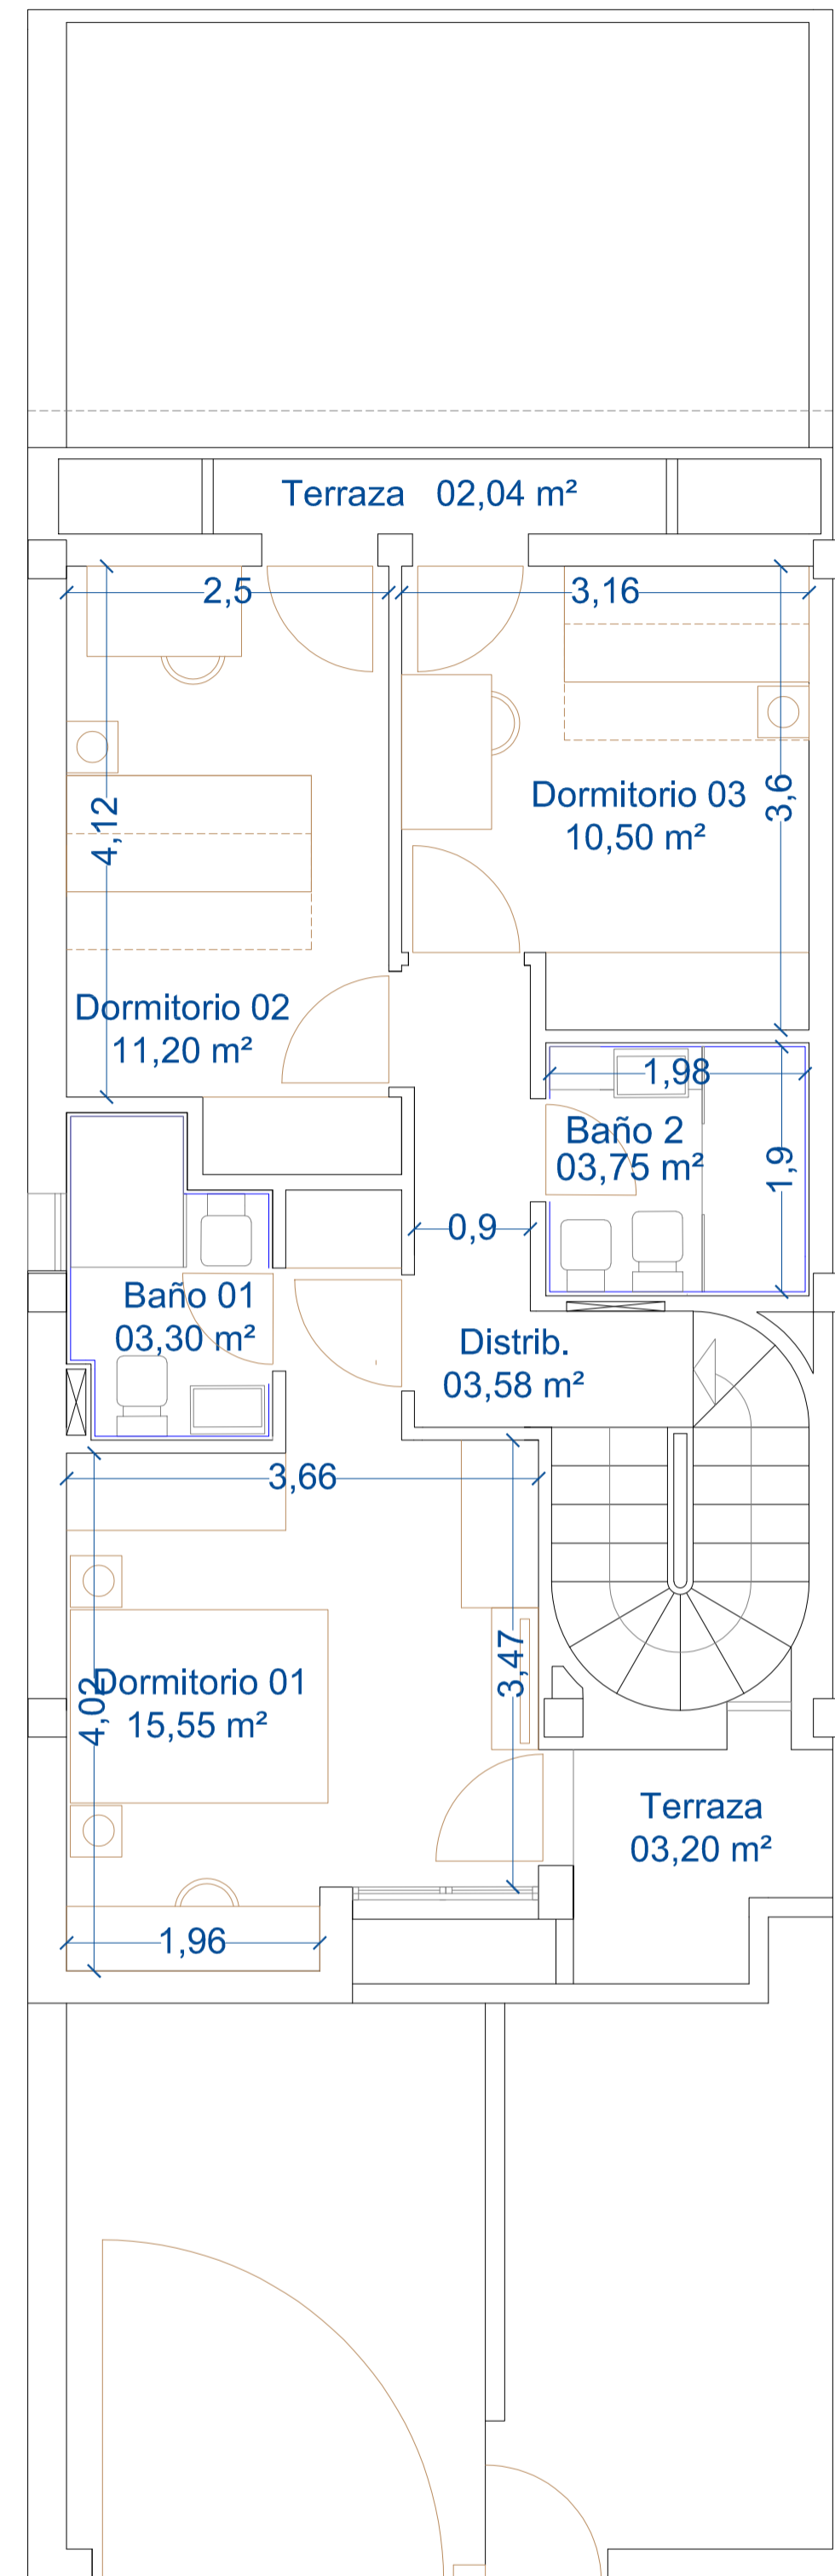 Terraza 02,04 m²
2,5
3,16
4,12
3,6
Dormitorio 03
10,50 m²
Dormitorio 02
11,20 m²
1,98
Baño 2
03,75 m²
1,9
0,9
Baño 01
03,30 m²
Distrib.
03,58 m²
3,66
3,47
4,02
Dormitorio 01
15,55 m²
Terraza
03,20 m²
1,96